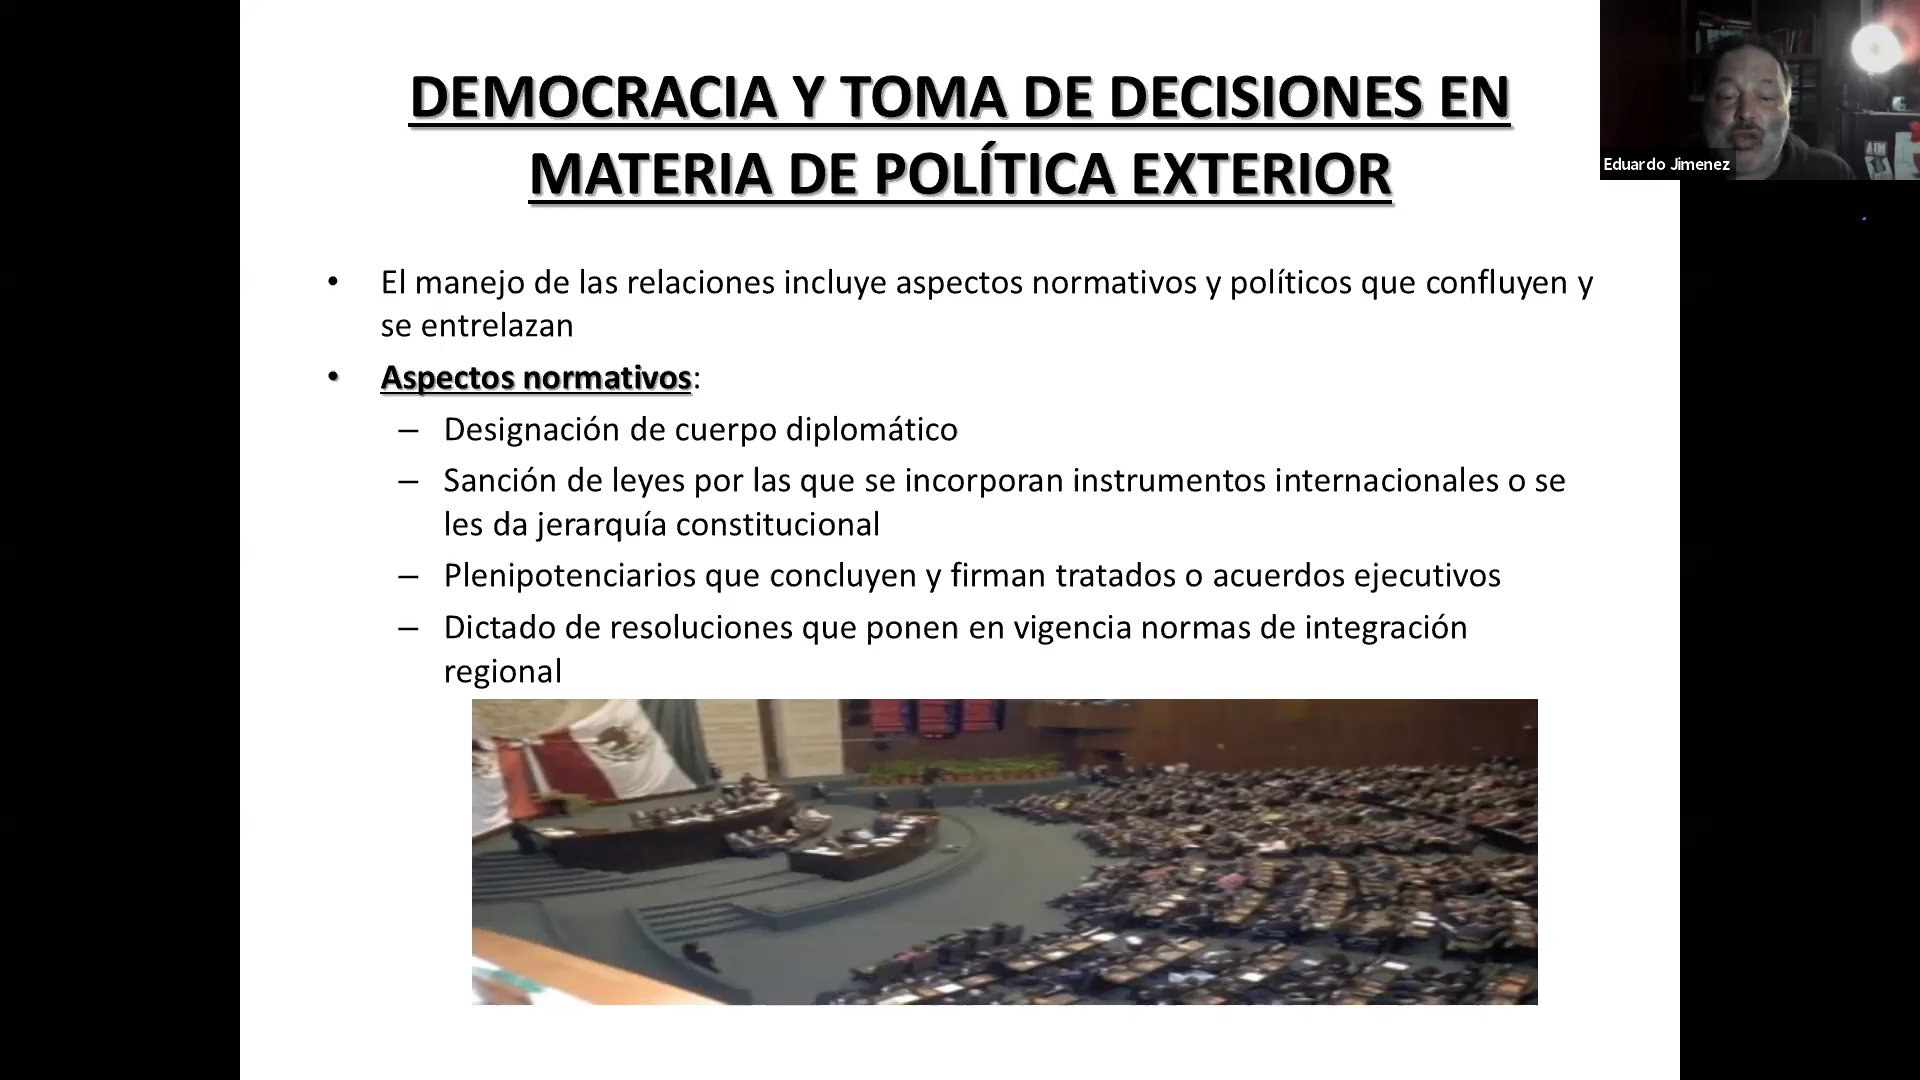 DEMOCRACIA Y TOMA DE DECISIONES EN
MATERIA DE POLÍTICA EXTERIOR
Eduardo Jimenez
AIM
• El manejo de las relaciones incluye aspectos normativos y políticos que confluyen y
se entrelazan
• Aspectos normativos:
– Designación de cuerpo diplomático
– Sanción de leyes por las que se incorporan instrumentos internacionales o se
les da jerarquía constitucional
– Plenipotenciarios que concluyen y firman tratados o acuerdos ejecutivos
– Dictado de resoluciones que ponen en vigencia normas de integración
regional